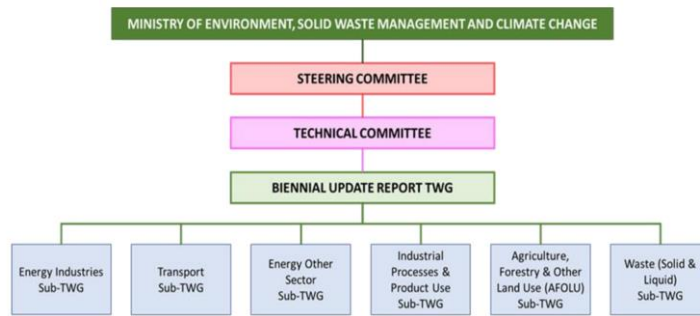 MINISTRY OF ENVIRONMENT, SOLID WASTE MANAGEMENT AND CLIMATE CHANGE
STEERING COMMITTEE
TECHNICAL COMMITTEE
BIENNIAL UPDATE REPORT TWG
Energy Industries
Sub-TWG
Transport
Sub-TWG
Energy Other
Sector
Sub-TWG
Industrial
Processes &
Product Use
Sub-TWG
Agriculture,
Forestry & Other
Land Use (AFOLU)
Sub-TWG
Waste (Solid &
Liquid)
Sub-TWG